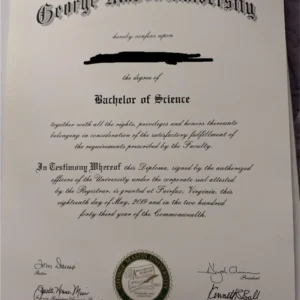 George Mason University
hereby confers upon
the degree of
Bachelor of Science
together with all the rights, privileges and honors thereunto
belonging in consideration of the satisfactory fulfillment of
the requirements prescribed by the Faculty.
In Testimony Whereof this Diploma, signed by the authorized
officers of the University under the corporate seal attested
by the Registrar, is granted at Fairfax, Virginia, this
eighteenth day of May, 2019 and in the two hundred
forty third year of the Commonwealth.
Rector
President